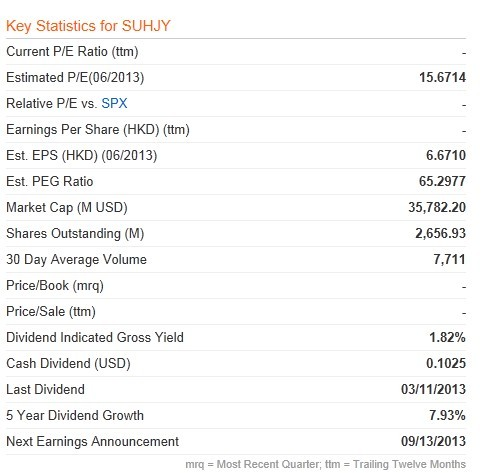 Key Statistics for SUHJY
Current P/E Ratio (ttm) -
Estimated P/E(06/2013) 15.6714
Relative P/E vs. SPX -
Earnings Per Share (HKD) (ttm) -
Est. EPS (HKD) (06/2013) 6.6710
Est. PEG Ratio 65.2977
Market Cap (M USD) 35,782.20
Shares Outstanding (M) 2,656.93
30 Day Average Volume 7,711
Price/Book (mrq) -
Price/Sale (ttm) -
Dividend Indicated Gross Yield 1.82%
Cash Dividend (USD) 0.1025
Last Dividend 03/11/2013
5 Year Dividend Growth 7.93%
Next Earnings Announcement 09/13/2013
mrq = Most Recent Quarter; ttm = Trailing Twelve Months